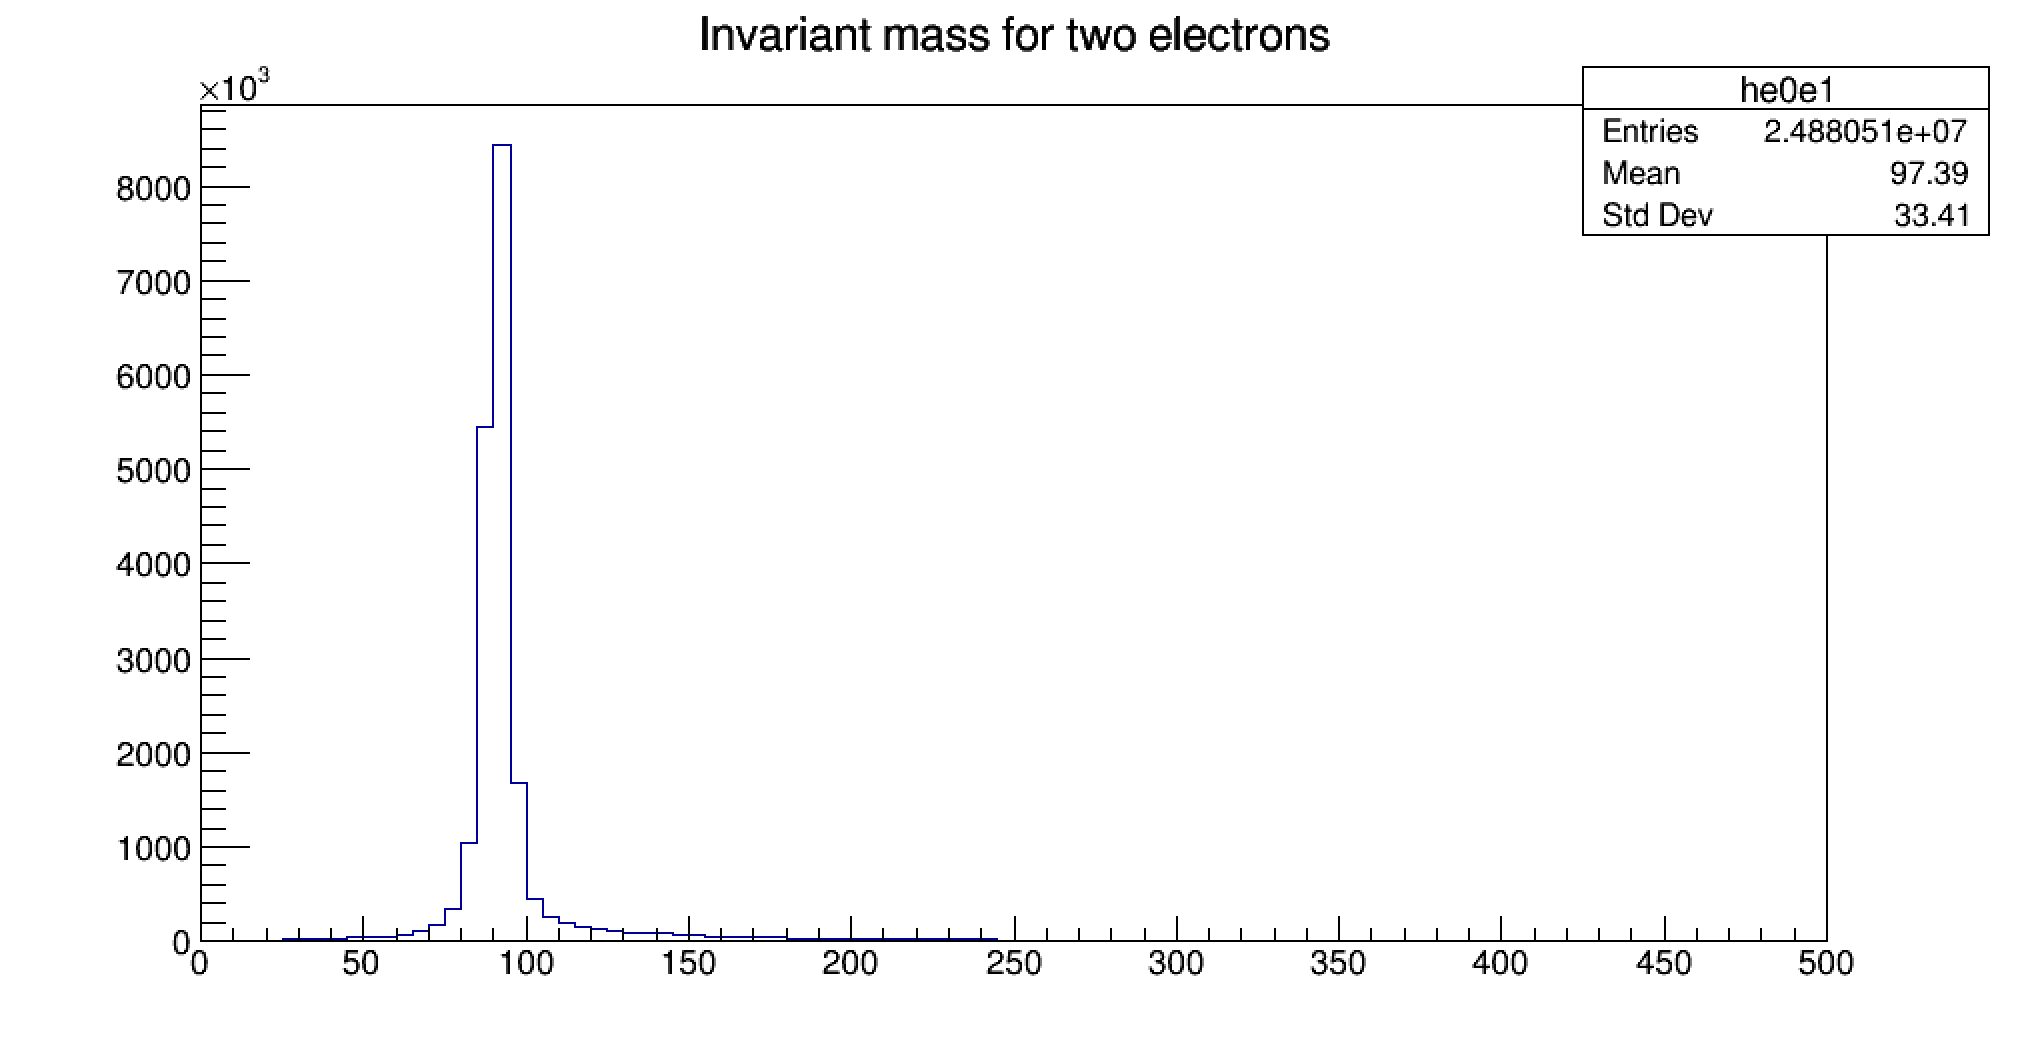 Invariant mass for two electrons
×10³
he0e1
Entries 2.488051e+07
Mean 97.39
Std Dev 33.41
8000
7000
6000
5000
4000
3000
2000
1000
0
0 50 100 150 200 250 300 350 400 450 500